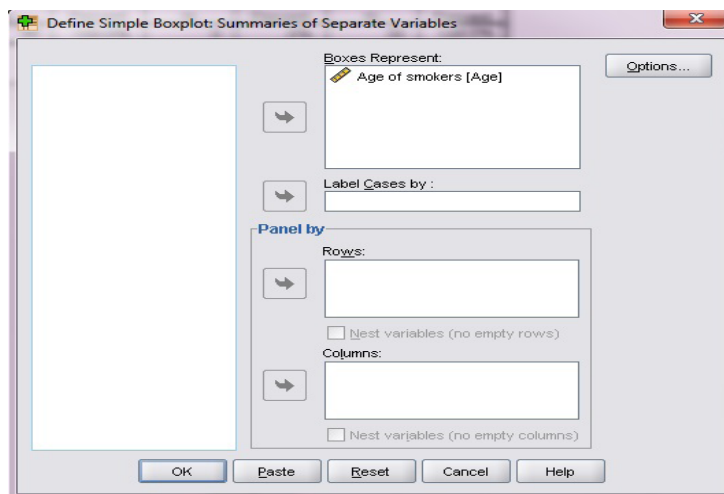 Define Simple Boxplot: Summaries of Separate Variables
Boxes Represent:
Age of smokers [Age]
Options...
Label Cases by :
Panel by
Rows:
Nest variables (no empty rows)
Columns:
Nest variables (no empty columns)
OK Paste Reset Cancel Help